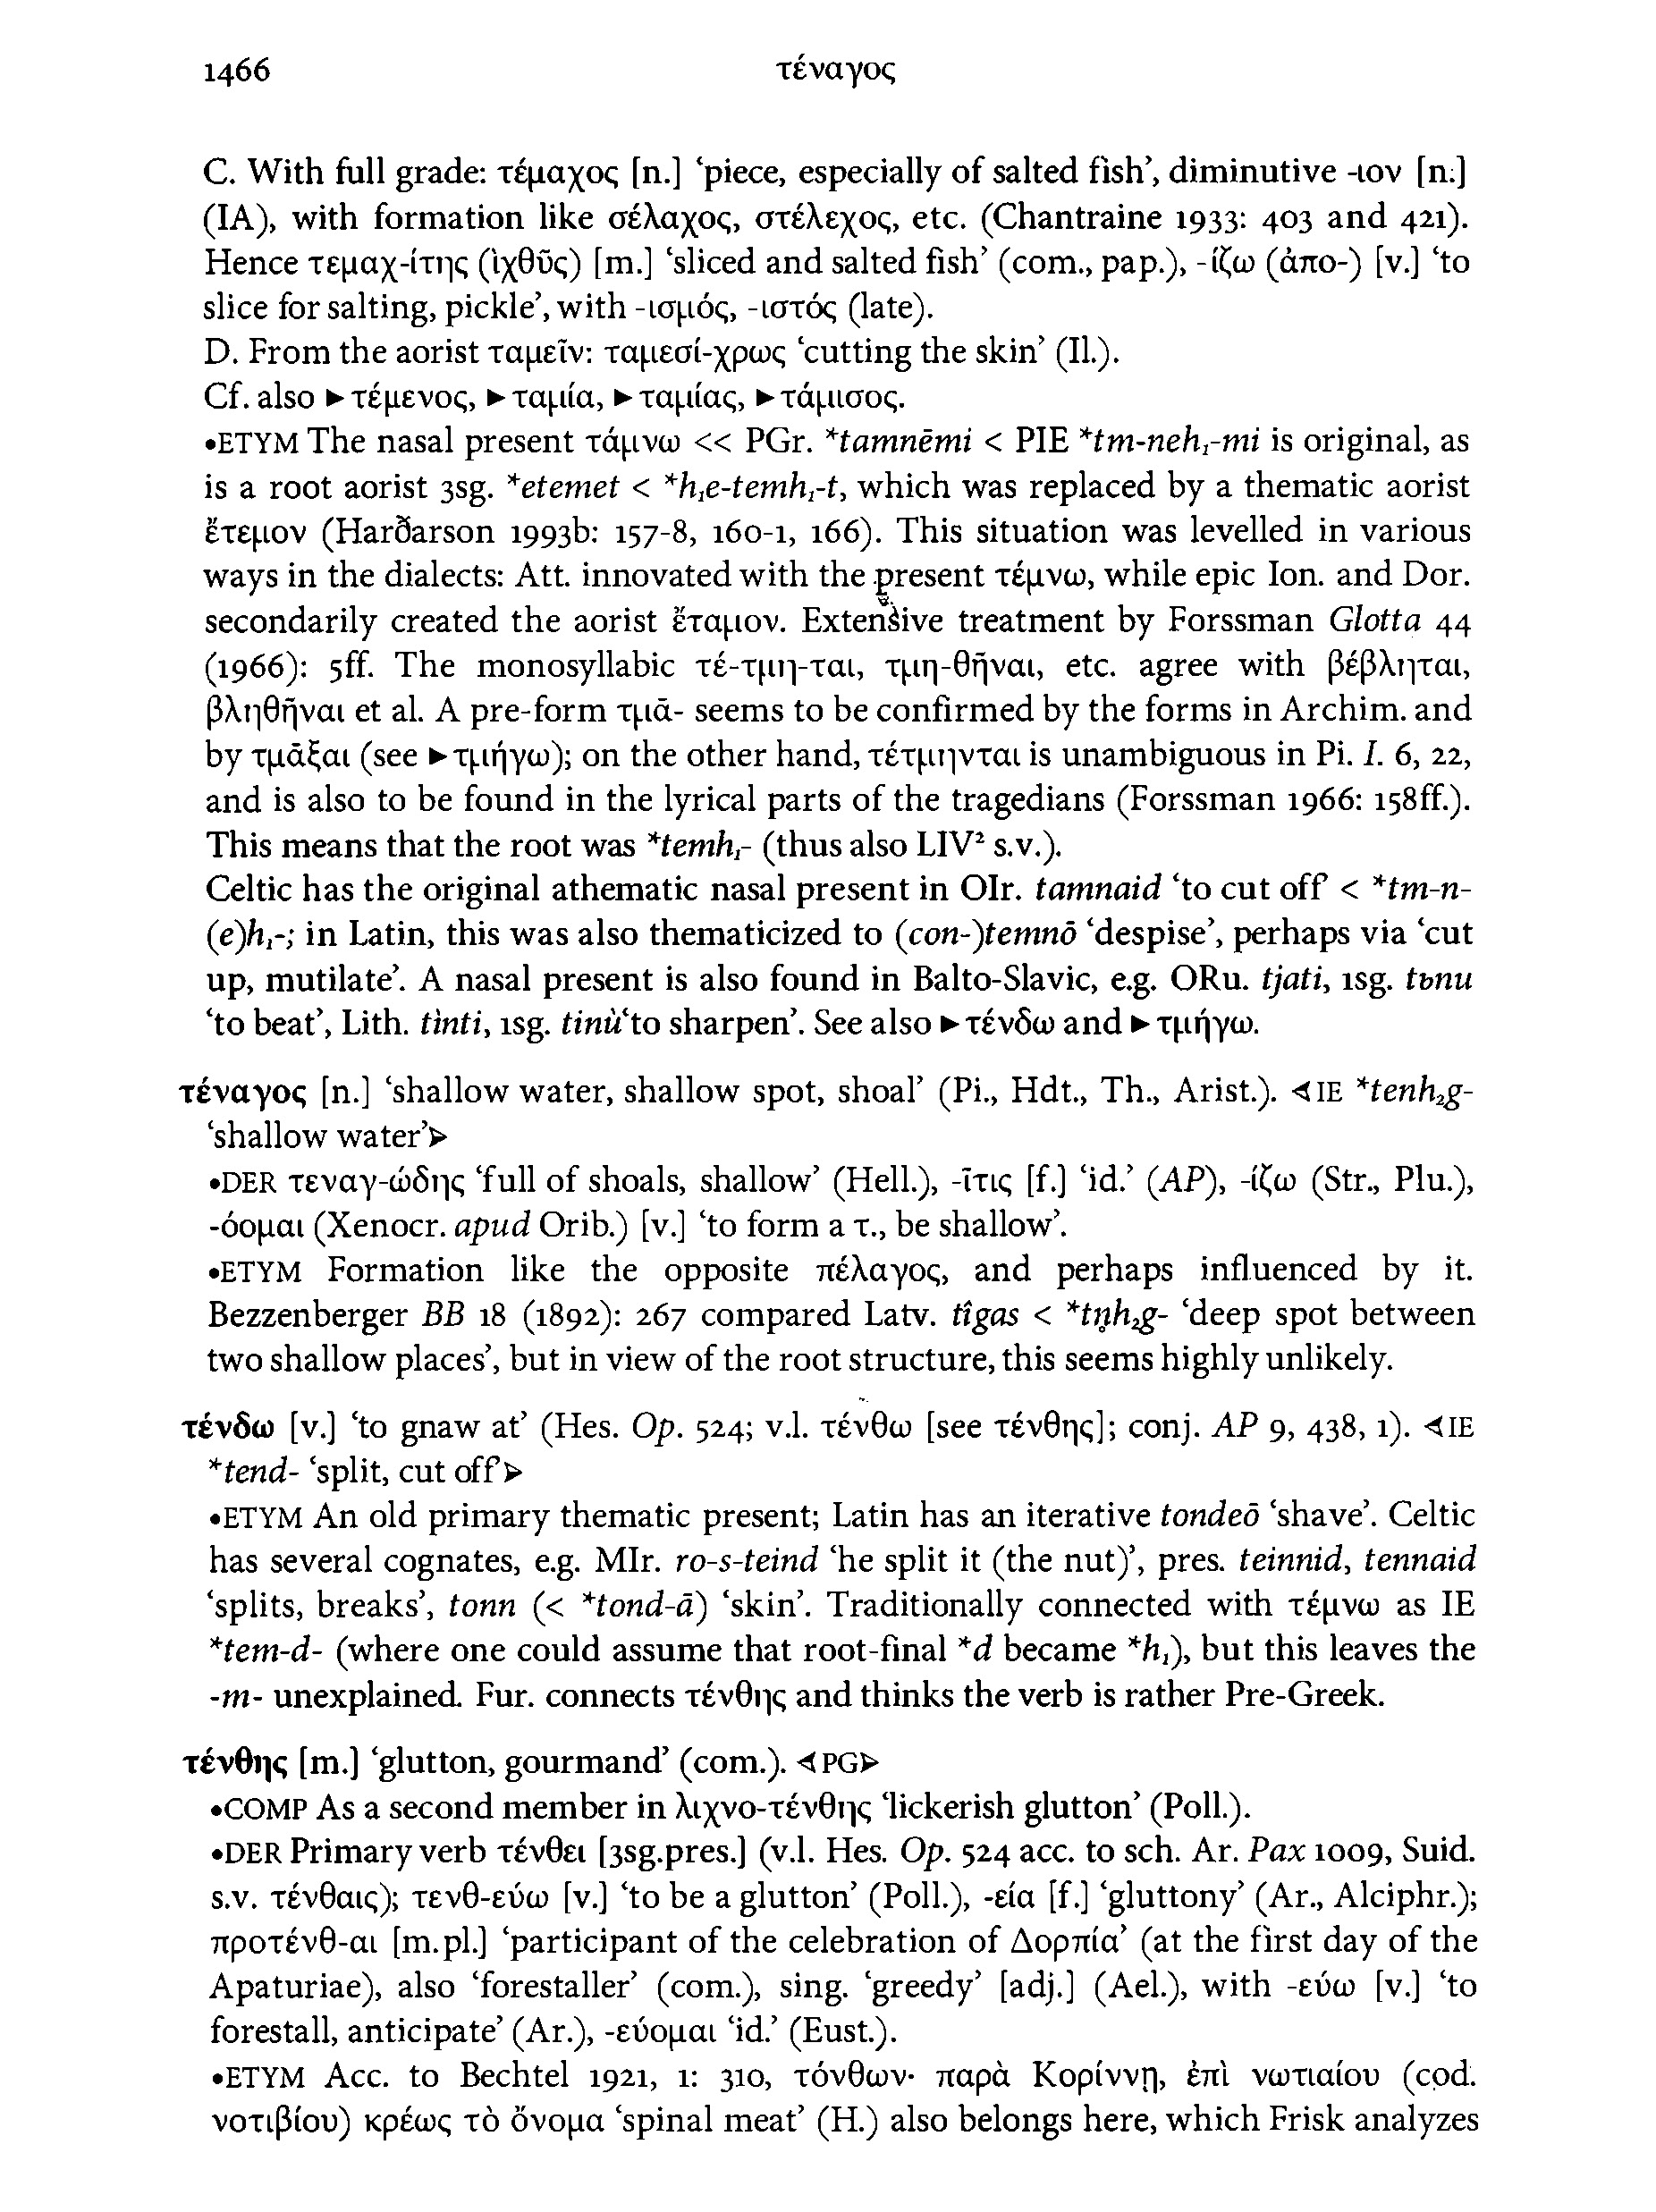 1466 τέναγος
C. With full grade: τέμαχος [n.] ‘piece, especially of salted fish’, diminutive -ιον [n.]
(IA), with formation like σέλαχος, στέλεχος, etc. (Chantraine 1933: 403 and 421).
Hence τεμαχ-ίτης (ἰχθῦς) [m.] ‘sliced and salted fish’ (com., pap.), -ίζω (ἀπο-) [v.] ‘to
slice for salting, pickle’, with -ισμός, -ιστός (late).
D. From the aorist ταμεῖν: ταμεσί-χρως ‘cutting the skin’ (Il.).
Cf. also ►τέμενος, ►ταμία, ►ταμίας, ►τάμισος.
•ETYM The nasal present τάμνω << PGr. *tamnēmi < PIE *tm-neh₁-mi is original, as
is a root aorist 3sg. *etemet < *h₁e-temh₁-t, which was replaced by a thematic aorist
ἔτεμον (Harðarson 1993b: 157-8, 160-1, 166). This situation was levelled in various
ways in the dialects: Att. innovated with the present τέμνω, while epic Ion. and Dor.
secondarily created the aorist ἔταμον. Extensive treatment by Forssman Glotta 44
(1966): 5ff. The monosyllabic τέ-τμη-ται, τμη-θῆναι, etc. agree with βέβληται,
βληθῆναι et al. A pre-form τμᾱ- seems to be confirmed by the forms in Archim. and
by τμᾶξαι (see ►τμήγω); on the other hand, τέτμηνται is unambiguous in Pi. I. 6, 22,
and is also to be found in the lyrical parts of the tragedians (Forssman 1966: 158ff.).
This means that the root was *temh₁- (thus also LIV² s.v.).
Celtic has the original athematic nasal present in OIr. tamnaid ‘to cut off’ < *tm-n-
(e)h₁-; in Latin, this was also thematicized to (con-)temnō ‘despise’, perhaps via ‘cut
up, mutilate’. A nasal present is also found in Balto-Slavic, e.g. ORu. tjati, 1sg. tьnu
‘to beat’, Lith. tìnti, 1sg. tinù ‘to sharpen’. See also ►τένδω and ►τμήγω.
τέναγος [n.] ‘shallow water, shallow spot, shoal’ (Pi., Hdt., Th., Arist.). ◁IE *tenh₂g-
‘shallow water’▷
•DER τεναγ-ώδης ‘full of shoals, shallow’ (Hell.), -ῖτις [f.] ‘id.’ (AP), -ίζω (Str., Plu.),
-όομαι (Xenocr. apud Orib.) [v.] ‘to form a τ., be shallow’.
•ETYM Formation like the opposite πέλαγος, and perhaps influenced by it.
Bezzenberger BB 18 (1892): 267 compared Latv. tîgas < *tn̥h₂g- ‘deep spot between
two shallow places’, but in view of the root structure, this seems highly unlikely.
τένδω [v.] ‘to gnaw at’ (Hes. Op. 524; v.l. τένθω [see τένθης]; conj. AP 9, 438, 1). ◁IE
*tend- ‘split, cut off’▷
•ETYM An old primary thematic present; Latin has an iterative tondeō ‘shave’. Celtic
has several cognates, e.g. MIr. ro-s-teind ‘he split it (the nut)’, pres. teinnid, tennaid
‘splits, breaks’, tonn (< *tond-ā) ‘skin’. Traditionally connected with τέμνω as IE
*tem-d- (where one could assume that root-final *d became *h₁), but this leaves the
-m- unexplained. Fur. connects τένθης and thinks the verb is rather Pre-Greek.
τένθης [m.] ‘glutton, gourmand’ (com.). ◁PG▷
•COMP As a second member in λιχνο-τένθης ‘lickerish glutton’ (Poll.).
•DER Primary verb τένθει [3sg.pres.] (v.l. Hes. Op. 524 acc. to sch. Ar. Pax 1009, Suid.
s.v. τένθαις); τενθ-εύω [v.] ‘to be a glutton’ (Poll.), -εία [f.] ‘gluttony’ (Ar., Alciphr.);
προτένθ-αι [m.pl.] ‘participant of the celebration of Δορπία’ (at the first day of the
Apaturiae), also ‘forestaller’ (com.), sing. ‘greedy’ [adj.] (Ael.), with -εύω [v.] ‘to
forestall, anticipate’ (Ar.), -εύομαι ‘id.’ (Eust.).
•ETYM Acc. to Bechtel 1921, 1: 310, τόνθων· παρὰ Κορίννῃ, ἐπὶ νωτιαίου (cod.
νοτιβίου) κρέως τὸ ὄνομα ‘spinal meat’ (H.) also belongs here, which Frisk analyzes